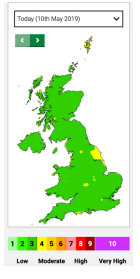 Today (10th May 2019)
1 2 3 4 5 6 7 8 9 10
Low Moderate High Very High